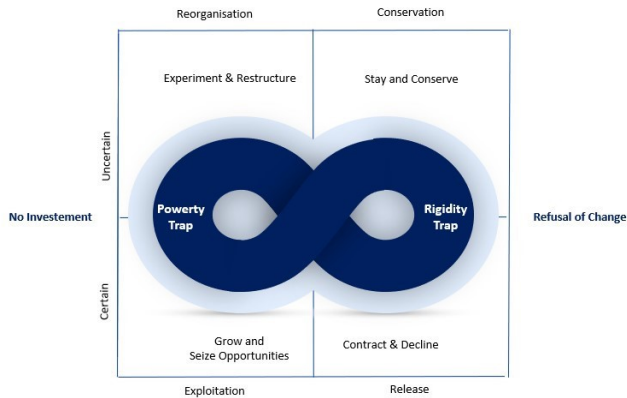 Reorganisation
Conservation
Experiment & Restructure
Stay and Conserve
Uncertain
No Investement
Powerty
Trap
Rigidity
Trap
Refusal of Change
Certain
Grow and
Seize Opportunities
Contract & Decline
Exploitation
Release